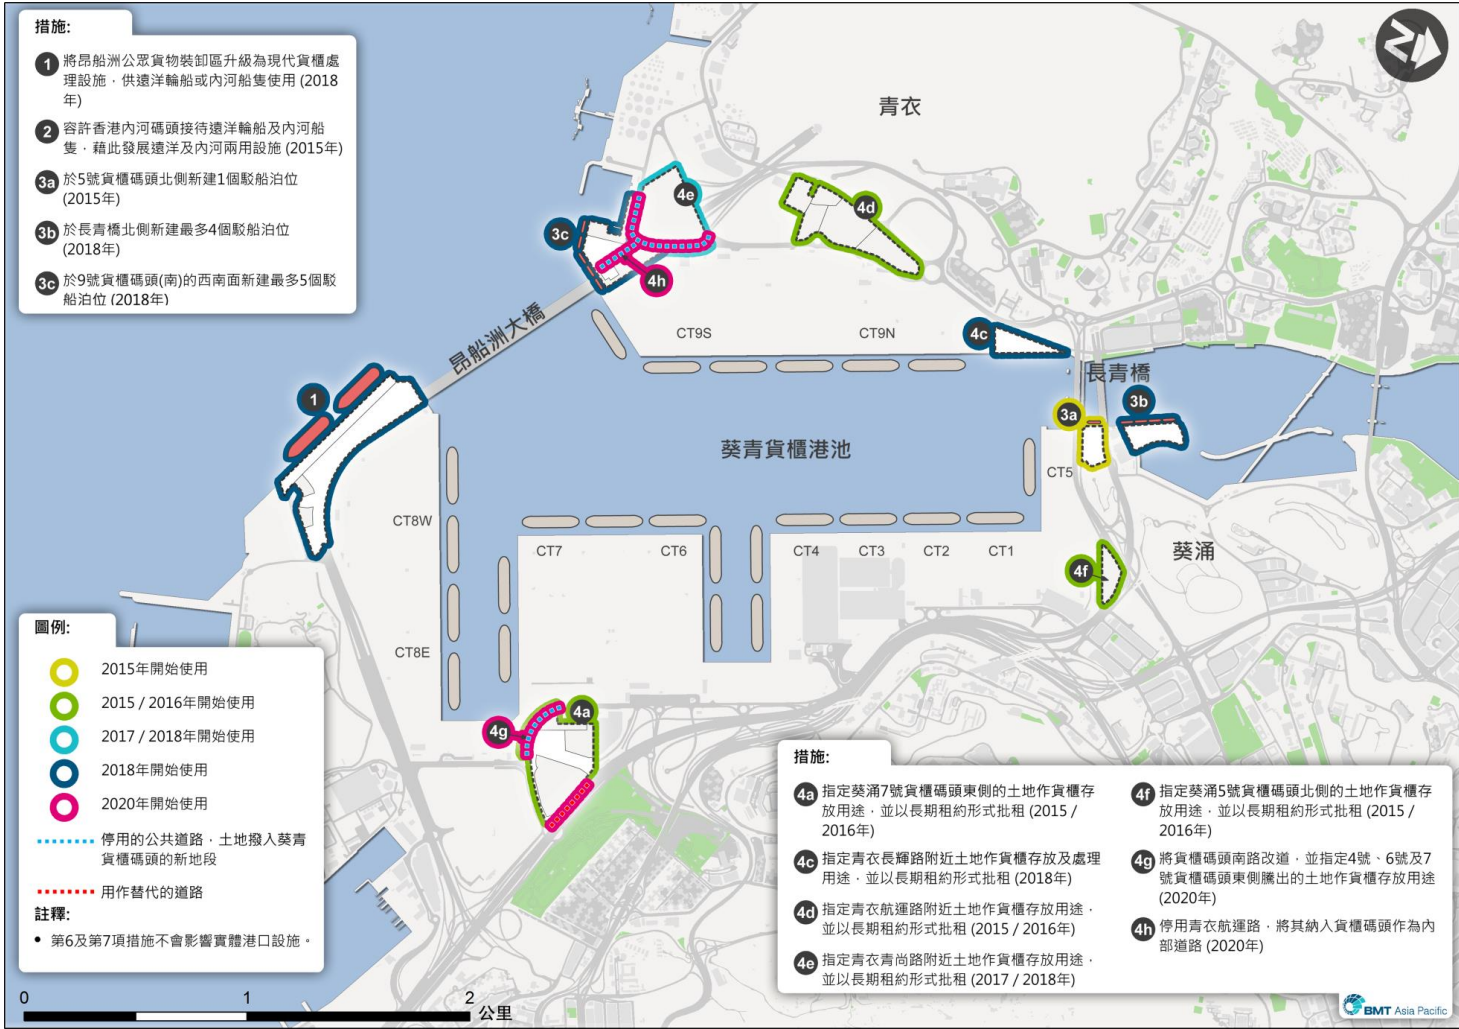 措施:
1 將昂船洲公眾貨物裝卸區升級為現代貨櫃處
理設施，供遠洋輪船或內河船隻使用 (2018
年)
2 容許香港內河碼頭接待遠洋輪船及內河船
隻，藉此發展遠洋及內河兩用設施 (2015年)
3a 於5號貨櫃碼頭北側新建1個駁船泊位
(2015年)
3b 於長青橋北側新建最多4個駁船泊位
(2018年)
3c 於9號貨櫃碼頭(南)的西南面新建最多5個駁
船泊位 (2018年)
N
青衣
4e
4d
3c
4h
昂船洲大橋
CT9S
CT9N
4c
長青橋
1
3a
3b
葵青貨櫃港池
CT5
CT8W
CT7
CT6
CT4
CT3
CT2
CT1
葵涌
4f
CT8E
4g
4a
圖例:
2015年開始使用
2015 / 2016年開始使用
2017 / 2018年開始使用
2018年開始使用
2020年開始使用
停用的公共道路，土地撥入葵青
貨櫃碼頭的新地段
用作替代的道路
註釋:
• 第6及第7項措施不會影響實體港口設施。
措施:
4a 指定葵涌7號貨櫃碼頭東側的土地作貨櫃存
放用途，並以長期租約形式批租 (2015 /
2016年)
4c 指定青衣長輝路附近土地作貨櫃存放及處理
用途，並以長期租約形式批租 (2018年)
4d 指定青衣航運路附近土地作貨櫃存放用途，
並以長期租約形式批租 (2015 / 2016年)
4e 指定青衣青尚路附近土地作貨櫃存放用途，
並以長期租約形式批租 (2017 / 2018年)
4f 指定葵涌5號貨櫃碼頭北側的土地作貨櫃存
放用途，並以長期租約形式批租 (2015 /
2016年)
4g 將貨櫃碼頭南路改道，並指定4號、6號及7
號貨櫃碼頭東側騰出的土地作貨櫃存放用途
(2020年)
4h 停用青衣航運路，將其納入貨櫃碼頭作為內
部道路 (2020年)
0 1 2
公里
BMT Asia Pacific